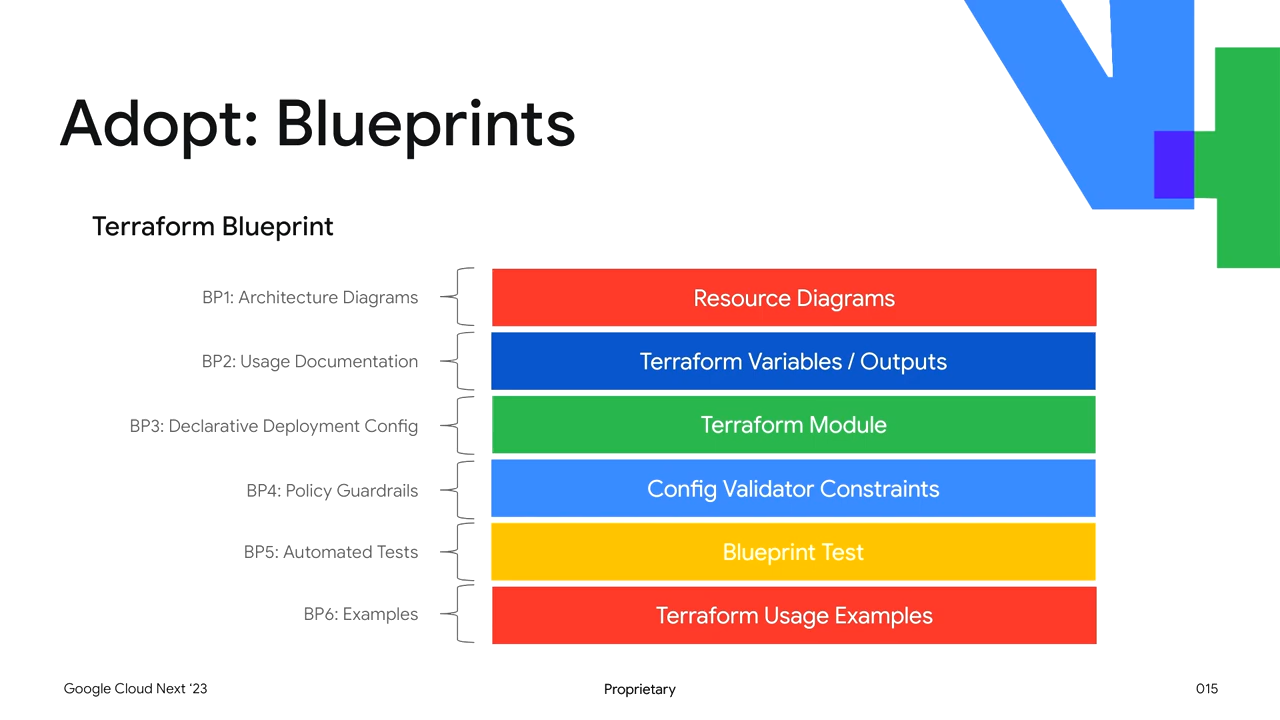 Adopt: Blueprints
Terraform Blueprint
BP1: Architecture Diagrams
Resource Diagrams
BP2: Usage Documentation
Terraform Variables / Outputs
BP3: Declarative Deployment Config
Terraform Module
BP4: Policy Guardrails
Config Validator Constraints
BP5: Automated Tests
Blueprint Test
BP6: Examples
Terraform Usage Examples
Google Cloud Next ‘23
Proprietary
015